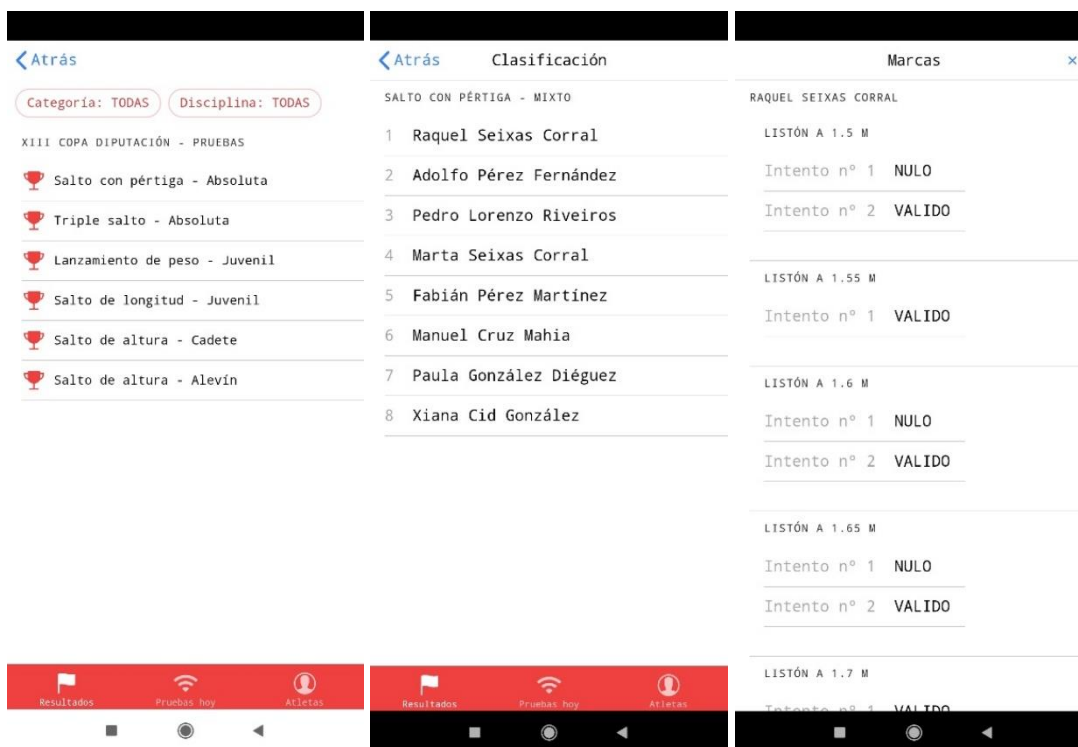 Atrás
Categoría: TODAS Disciplina: TODAS
XIII COPA DIPUTACIÓN - PRUEBAS
Salto con pértiga - Absoluta
Triple salto - Absoluta
Lanzamiento de peso - Juvenil
Salto de longitud - Juvenil
Salto de altura - Cadete
Salto de altura - Alevín
Resultados Pruebas hoy Atletas
Atrás Clasificación
SALTO CON PÉRTIGA - MIXTO
1 Raquel Seixas Corral
2 Adolfo Pérez Fernández
3 Pedro Lorenzo Riveiros
4 Marta Seixas Corral
5 Fabián Pérez Martínez
6 Manuel Cruz Mahia
7 Paula González Diéguez
8 Xiana Cid González
Resultados Pruebas hoy Atletas
Marcas ×
RAQUEL SEIXAS CORRAL
LISTÓN A 1.5 M
Intento nº 1 NULO
Intento nº 2 VALIDO
LISTÓN A 1.55 M
Intento nº 1 VALIDO
LISTÓN A 1.6 M
Intento nº 1 NULO
Intento nº 2 VALIDO
LISTÓN A 1.65 M
Intento nº 1 NULO
Intento nº 2 VALIDO
LISTÓN A 1.7 M
Intento nº 1 VALIDO